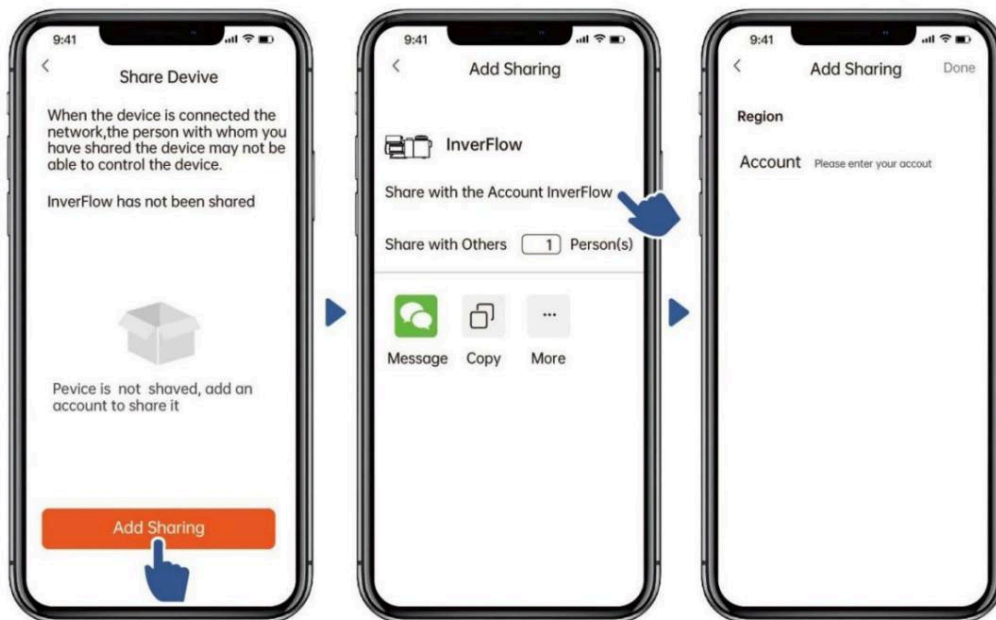 9:41
Share Devive
When the device is connected the
network,the person with whom you
have shared the device may not be
able to control the device.
InverFlow has not been shared
Pevice is not shaved, add an
account to share it
Add Sharing
9:41
Add Sharing
InverFlow
Share with the Account InverFlow
Share with Others 1 Person(s)
Message Copy More
9:41
Add Sharing Done
Region
Account Please enter your accout